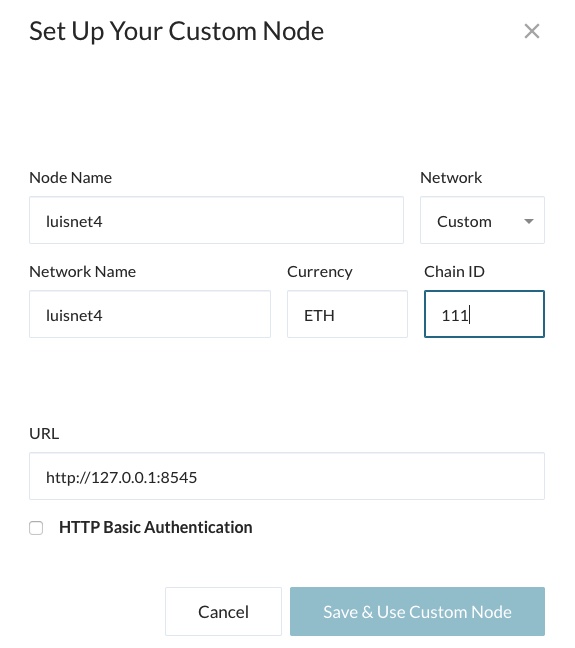 Set Up Your Custom Node
Node Name
Network
luisnet4
Custom
Network Name
Currency
Chain ID
luisnet4
ETH
111
URL
http://127.0.0.1:8545
HTTP Basic Authentication
Cancel
Save & Use Custom Node